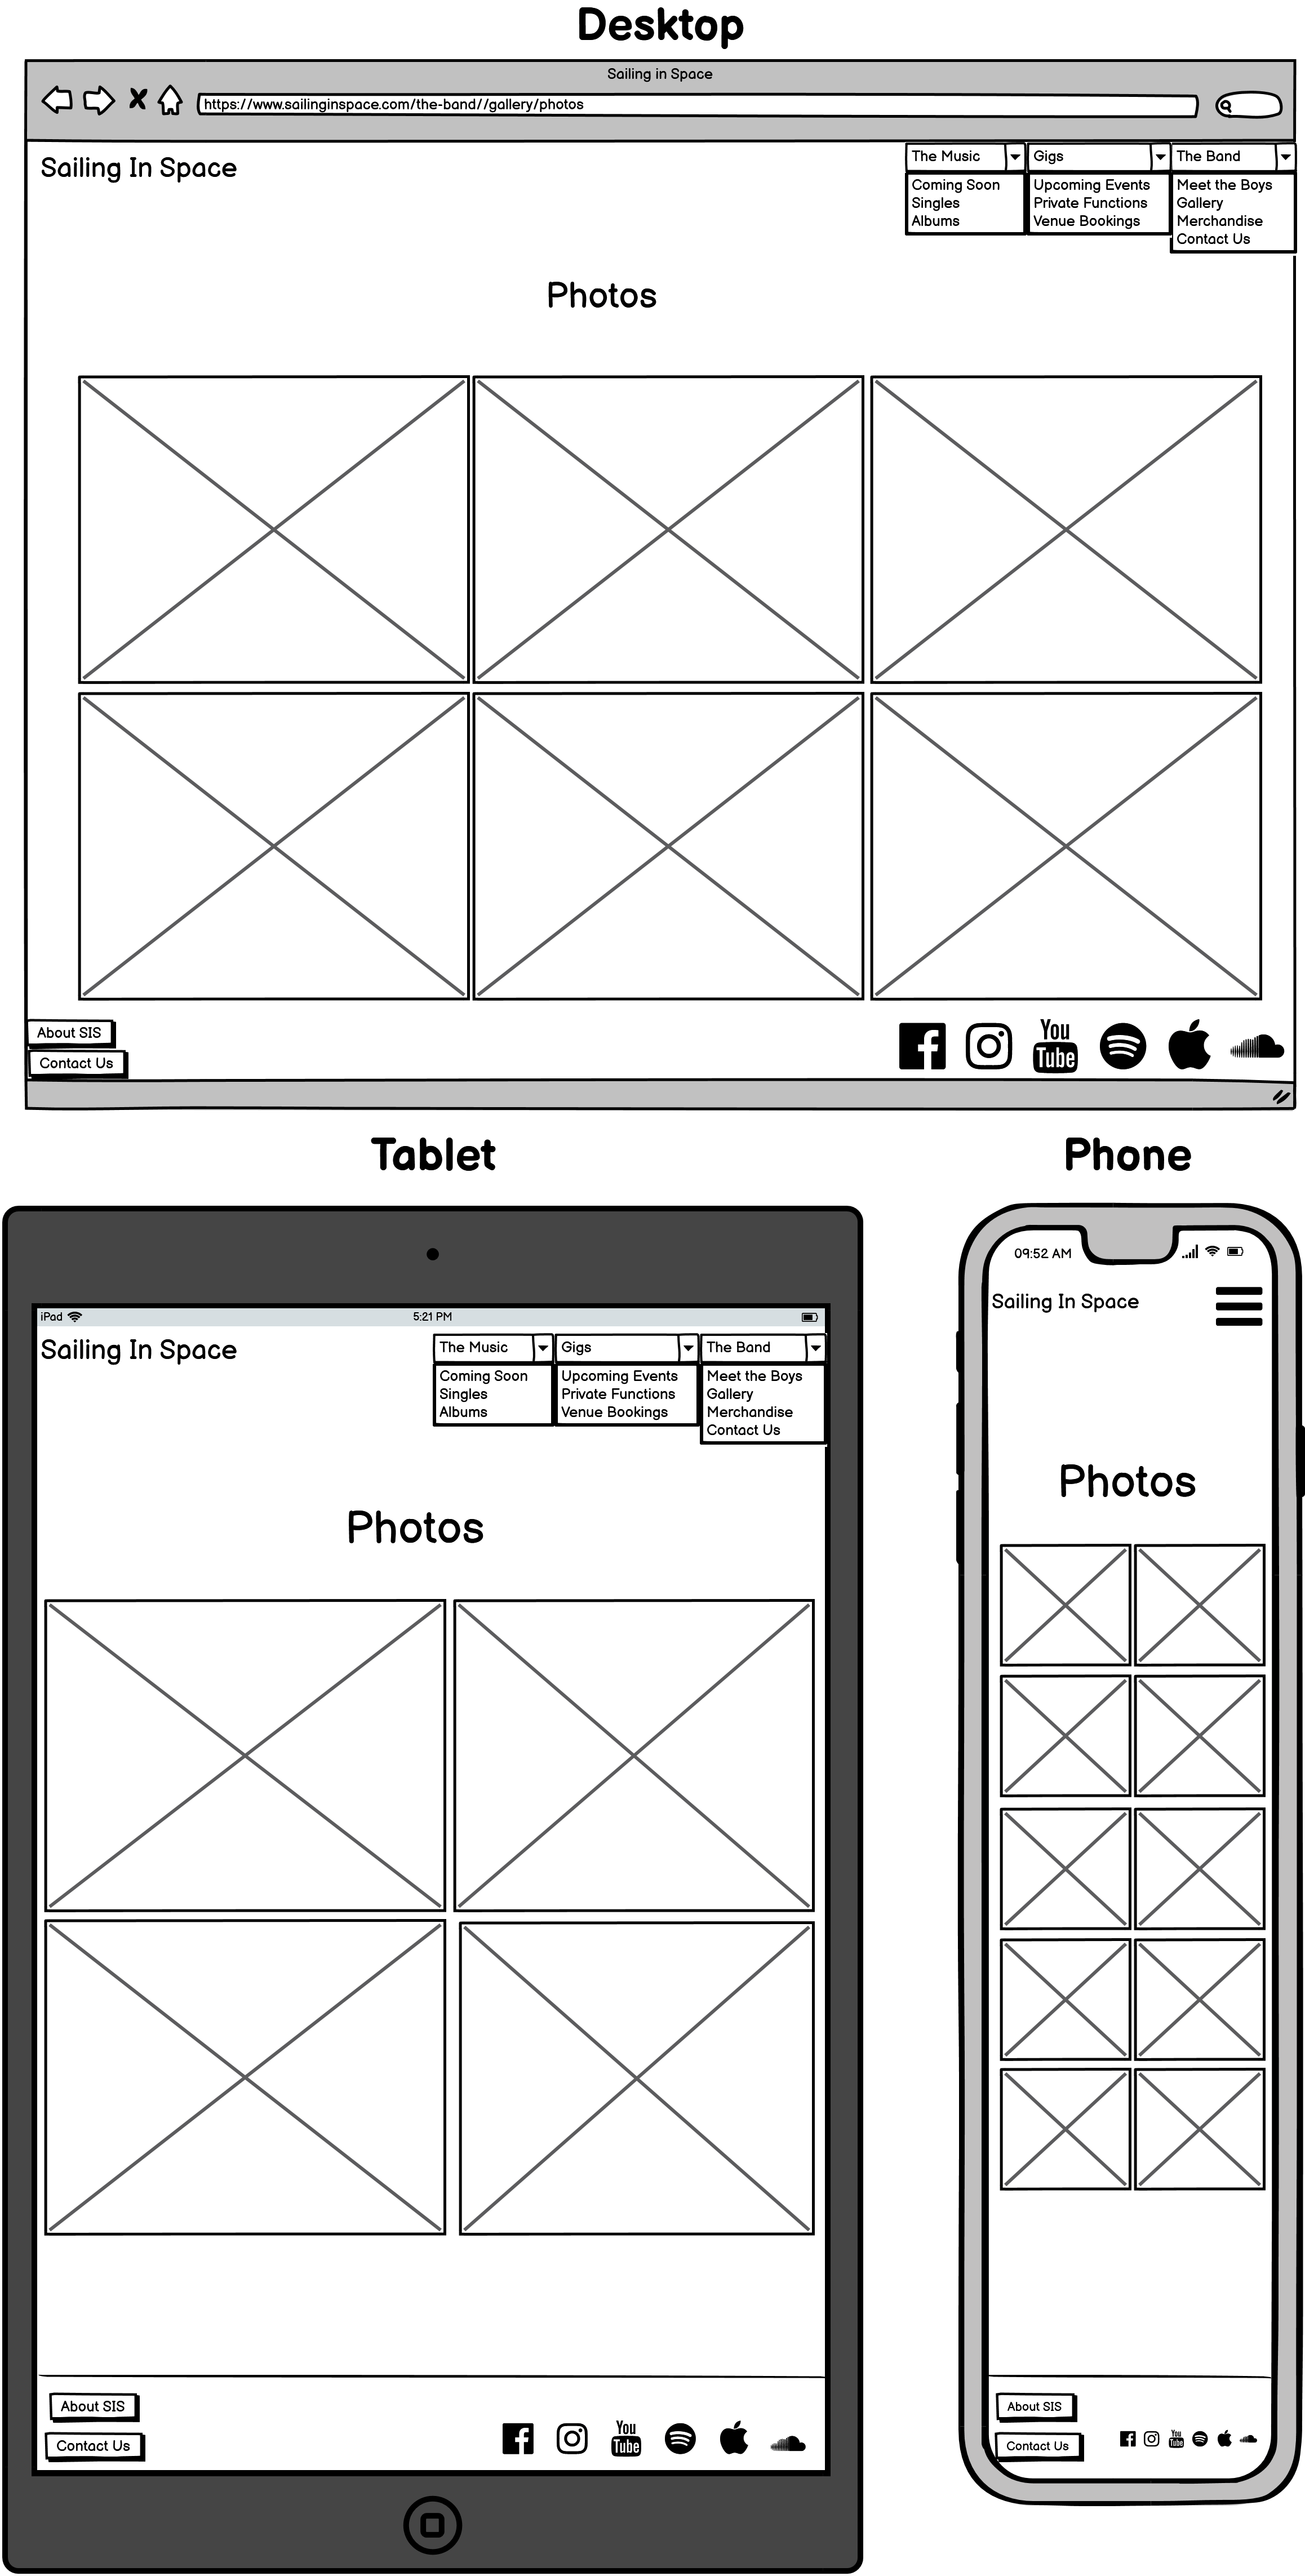 Desktop
Sailing in Space
https://www.sailinginspace.com/the-band//gallery/photos
Sailing In Space
The Music
Coming Soon
Singles
Albums
Gigs
Upcoming Events
Private Functions
Venue Bookings
The Band
Meet the Boys
Gallery
Merchandise
Contact Us
Photos
About SIS
Contact Us
You
Tube
Tablet
iPad
5:21 PM
Sailing In Space
The Music
Coming Soon
Singles
Albums
Gigs
Upcoming Events
Private Functions
Venue Bookings
The Band
Meet the Boys
Gallery
Merchandise
Contact Us
Photos
About SIS
Contact Us
You
Tube
Phone
09:52 AM
Sailing In Space
Photos
About SIS
Contact Us
You
Tube